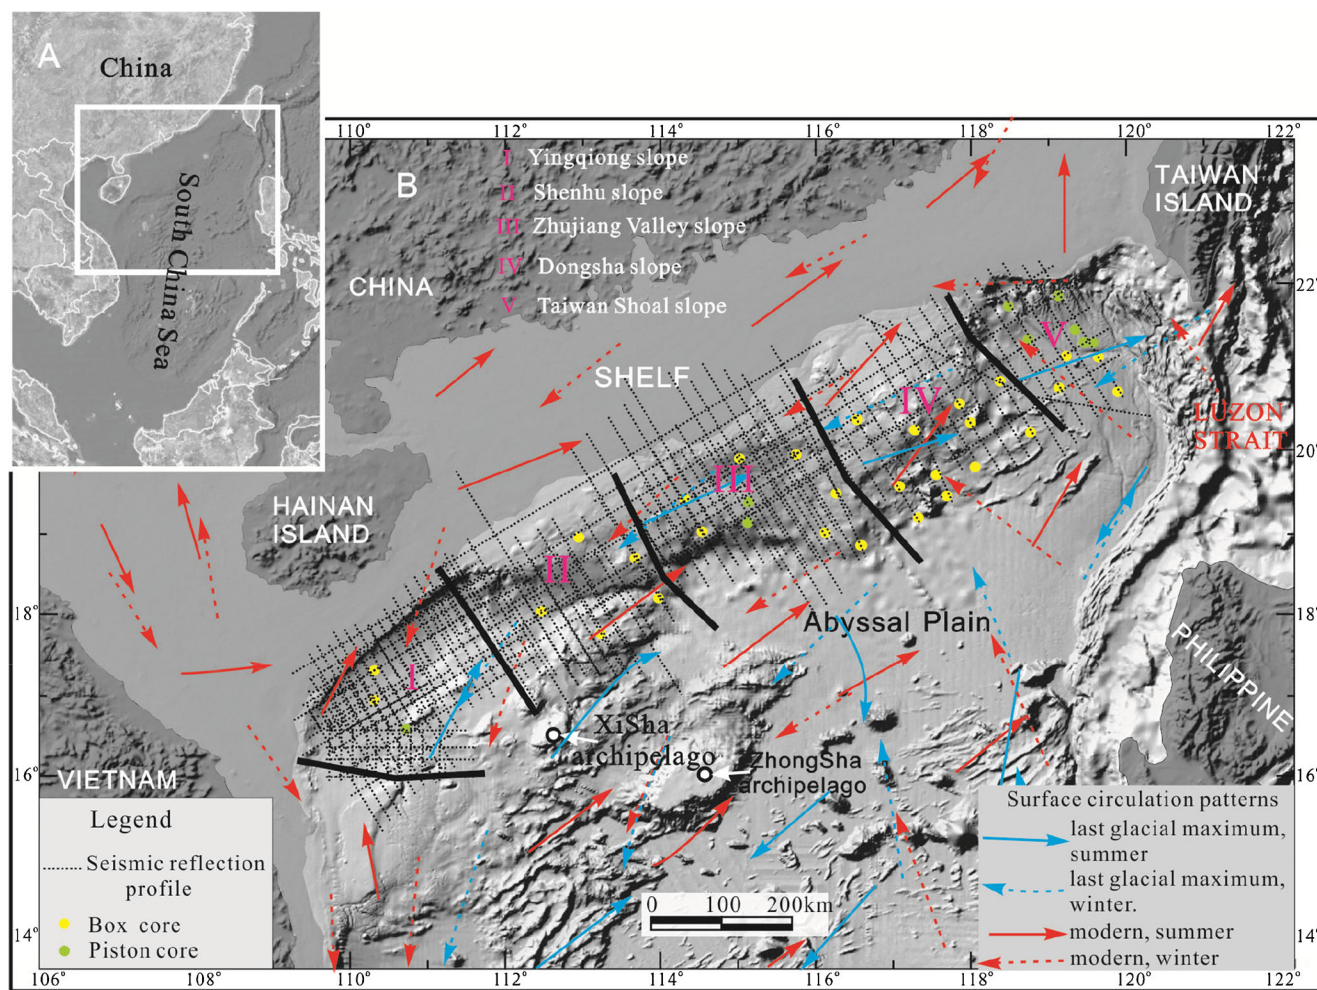 A
China
South China Sea
110°
112°
114°
116°
118°
120°
122°
B
I Yingqiong slope
II Shenhu slope
III Zhujiang Valley slope
IV Dongsha slope
V Taiwan Shoal slope
CHINA
TAIWAN
ISLAND
22°
V
SHELF
IV
LUZON
STRAIT
20°
III
HAINAN
ISLAND
II
18°
18°
Abyssal Plain
PHILIPPINE
I
XiSha
archipelago
ZhongSha
archipelago
16°
16°
VIETNAM
Legend
Seismic reflection
profile
Box core
Piston core
Surface circulation patterns
last glacial maximum,
summer
last glacial maximum,
winter.
modern, summer
modern, winter
0 100 200km
14°
14°
106°
108°
110°
112°
114°
116°
118°
120°
122°